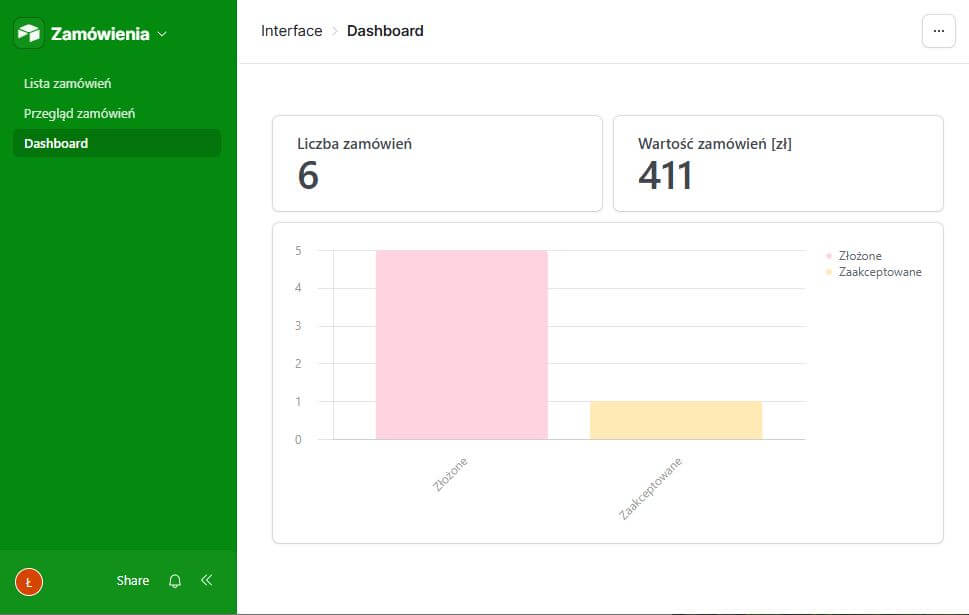 Zamówienia
Lista zamówień
Przegląd zamówień
Dashboard
Ł
Share
Interface > Dashboard
...
Liczba zamówień
6
Wartość zamówień [zł]
411
5
4
3
2
1
0
Złożone
Zaakceptowane
Złożone
Zaakceptowane